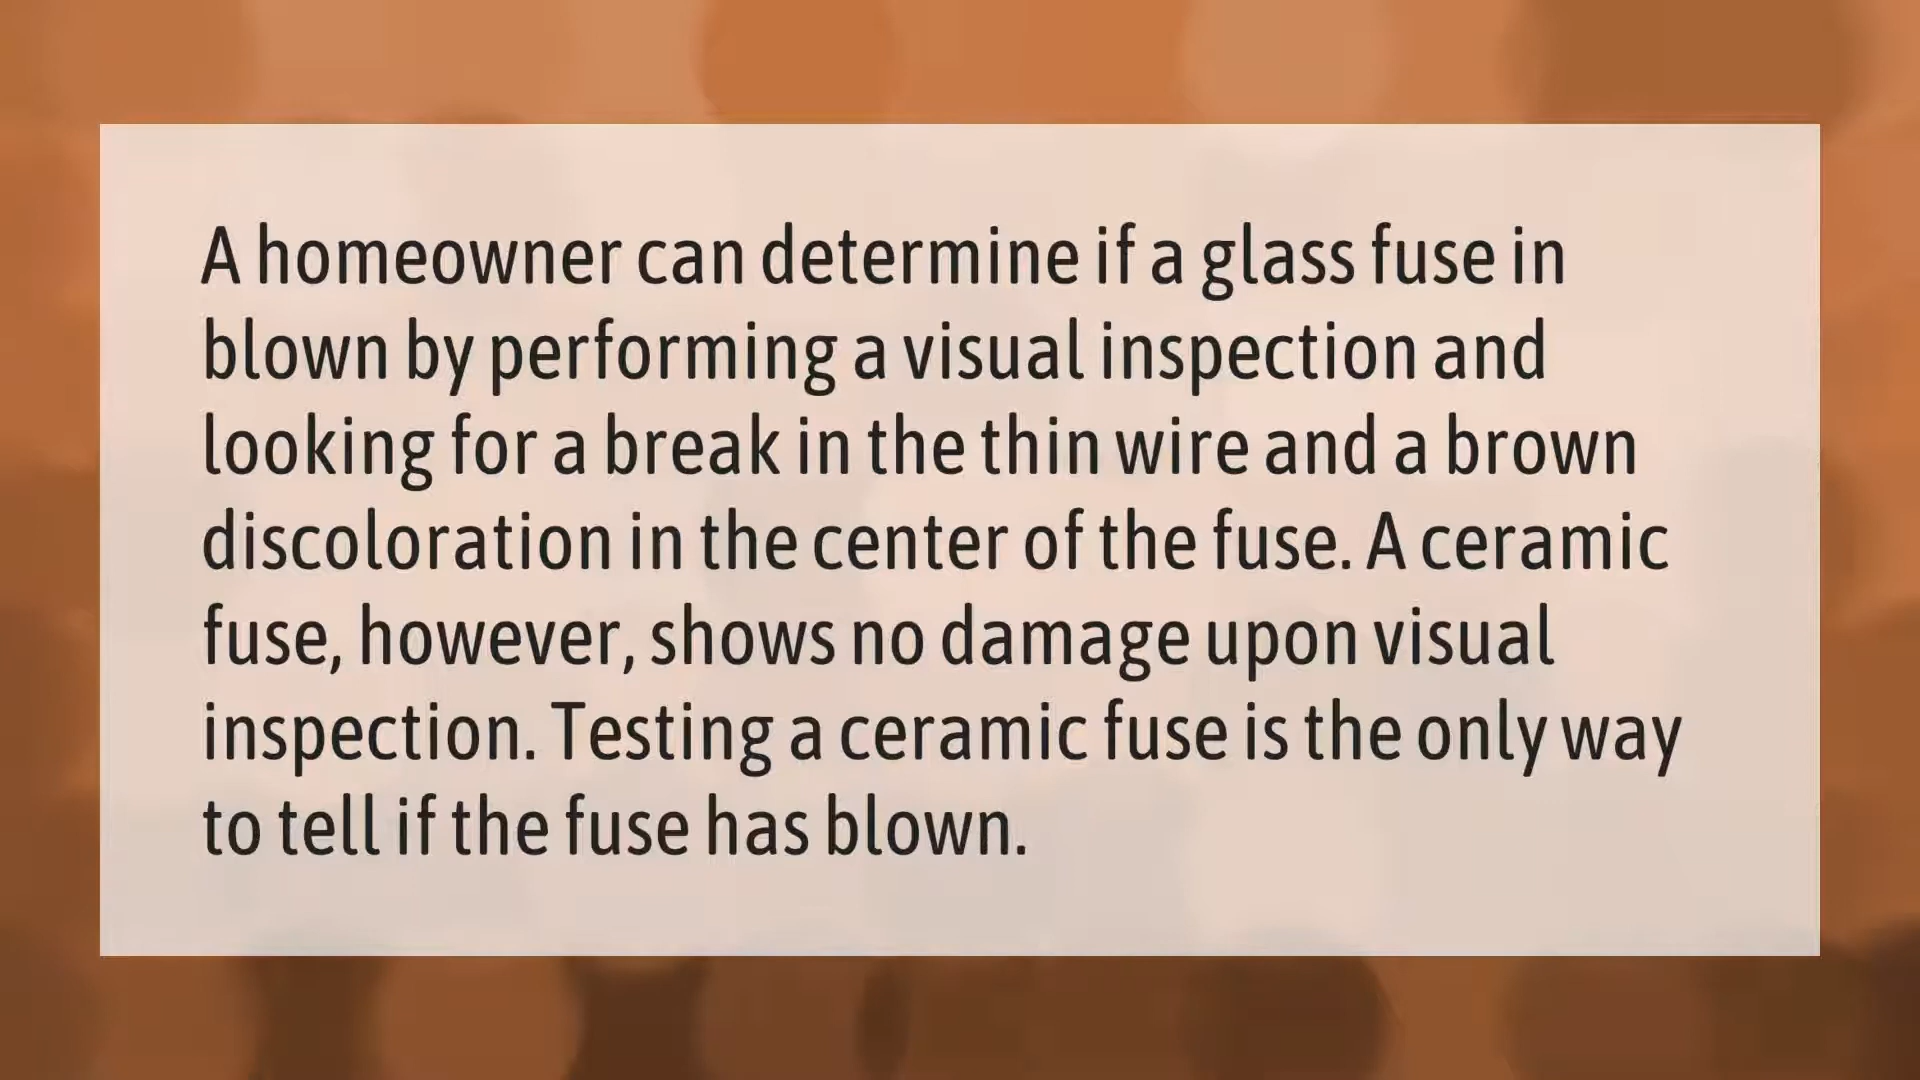 A homeowner can determine if a glass fuse in
blown by performing a visual inspection and
looking for a break in the thin wire and a brown
discoloration in the center of the fuse. A ceramic
fuse, however, shows no damage upon visual
inspection. Testing a ceramic fuse is the only way
to tell if the fuse has blown.